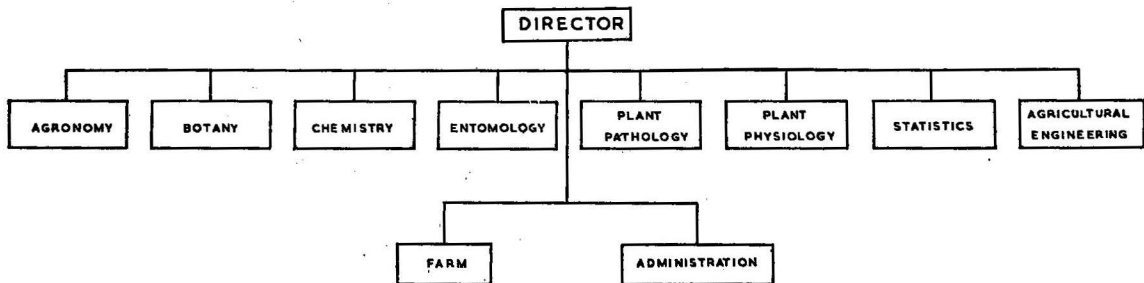 DIRECTOR
AGRONOMY
BOTANY
CHEMISTRY
ENTOMOLOGY
PLANT
PATHOLOGY
PLANT
PHYSIOLOGY
STATISTICS
AGRICULTURAL
ENGINEERING
FARM
ADMINISTRATION